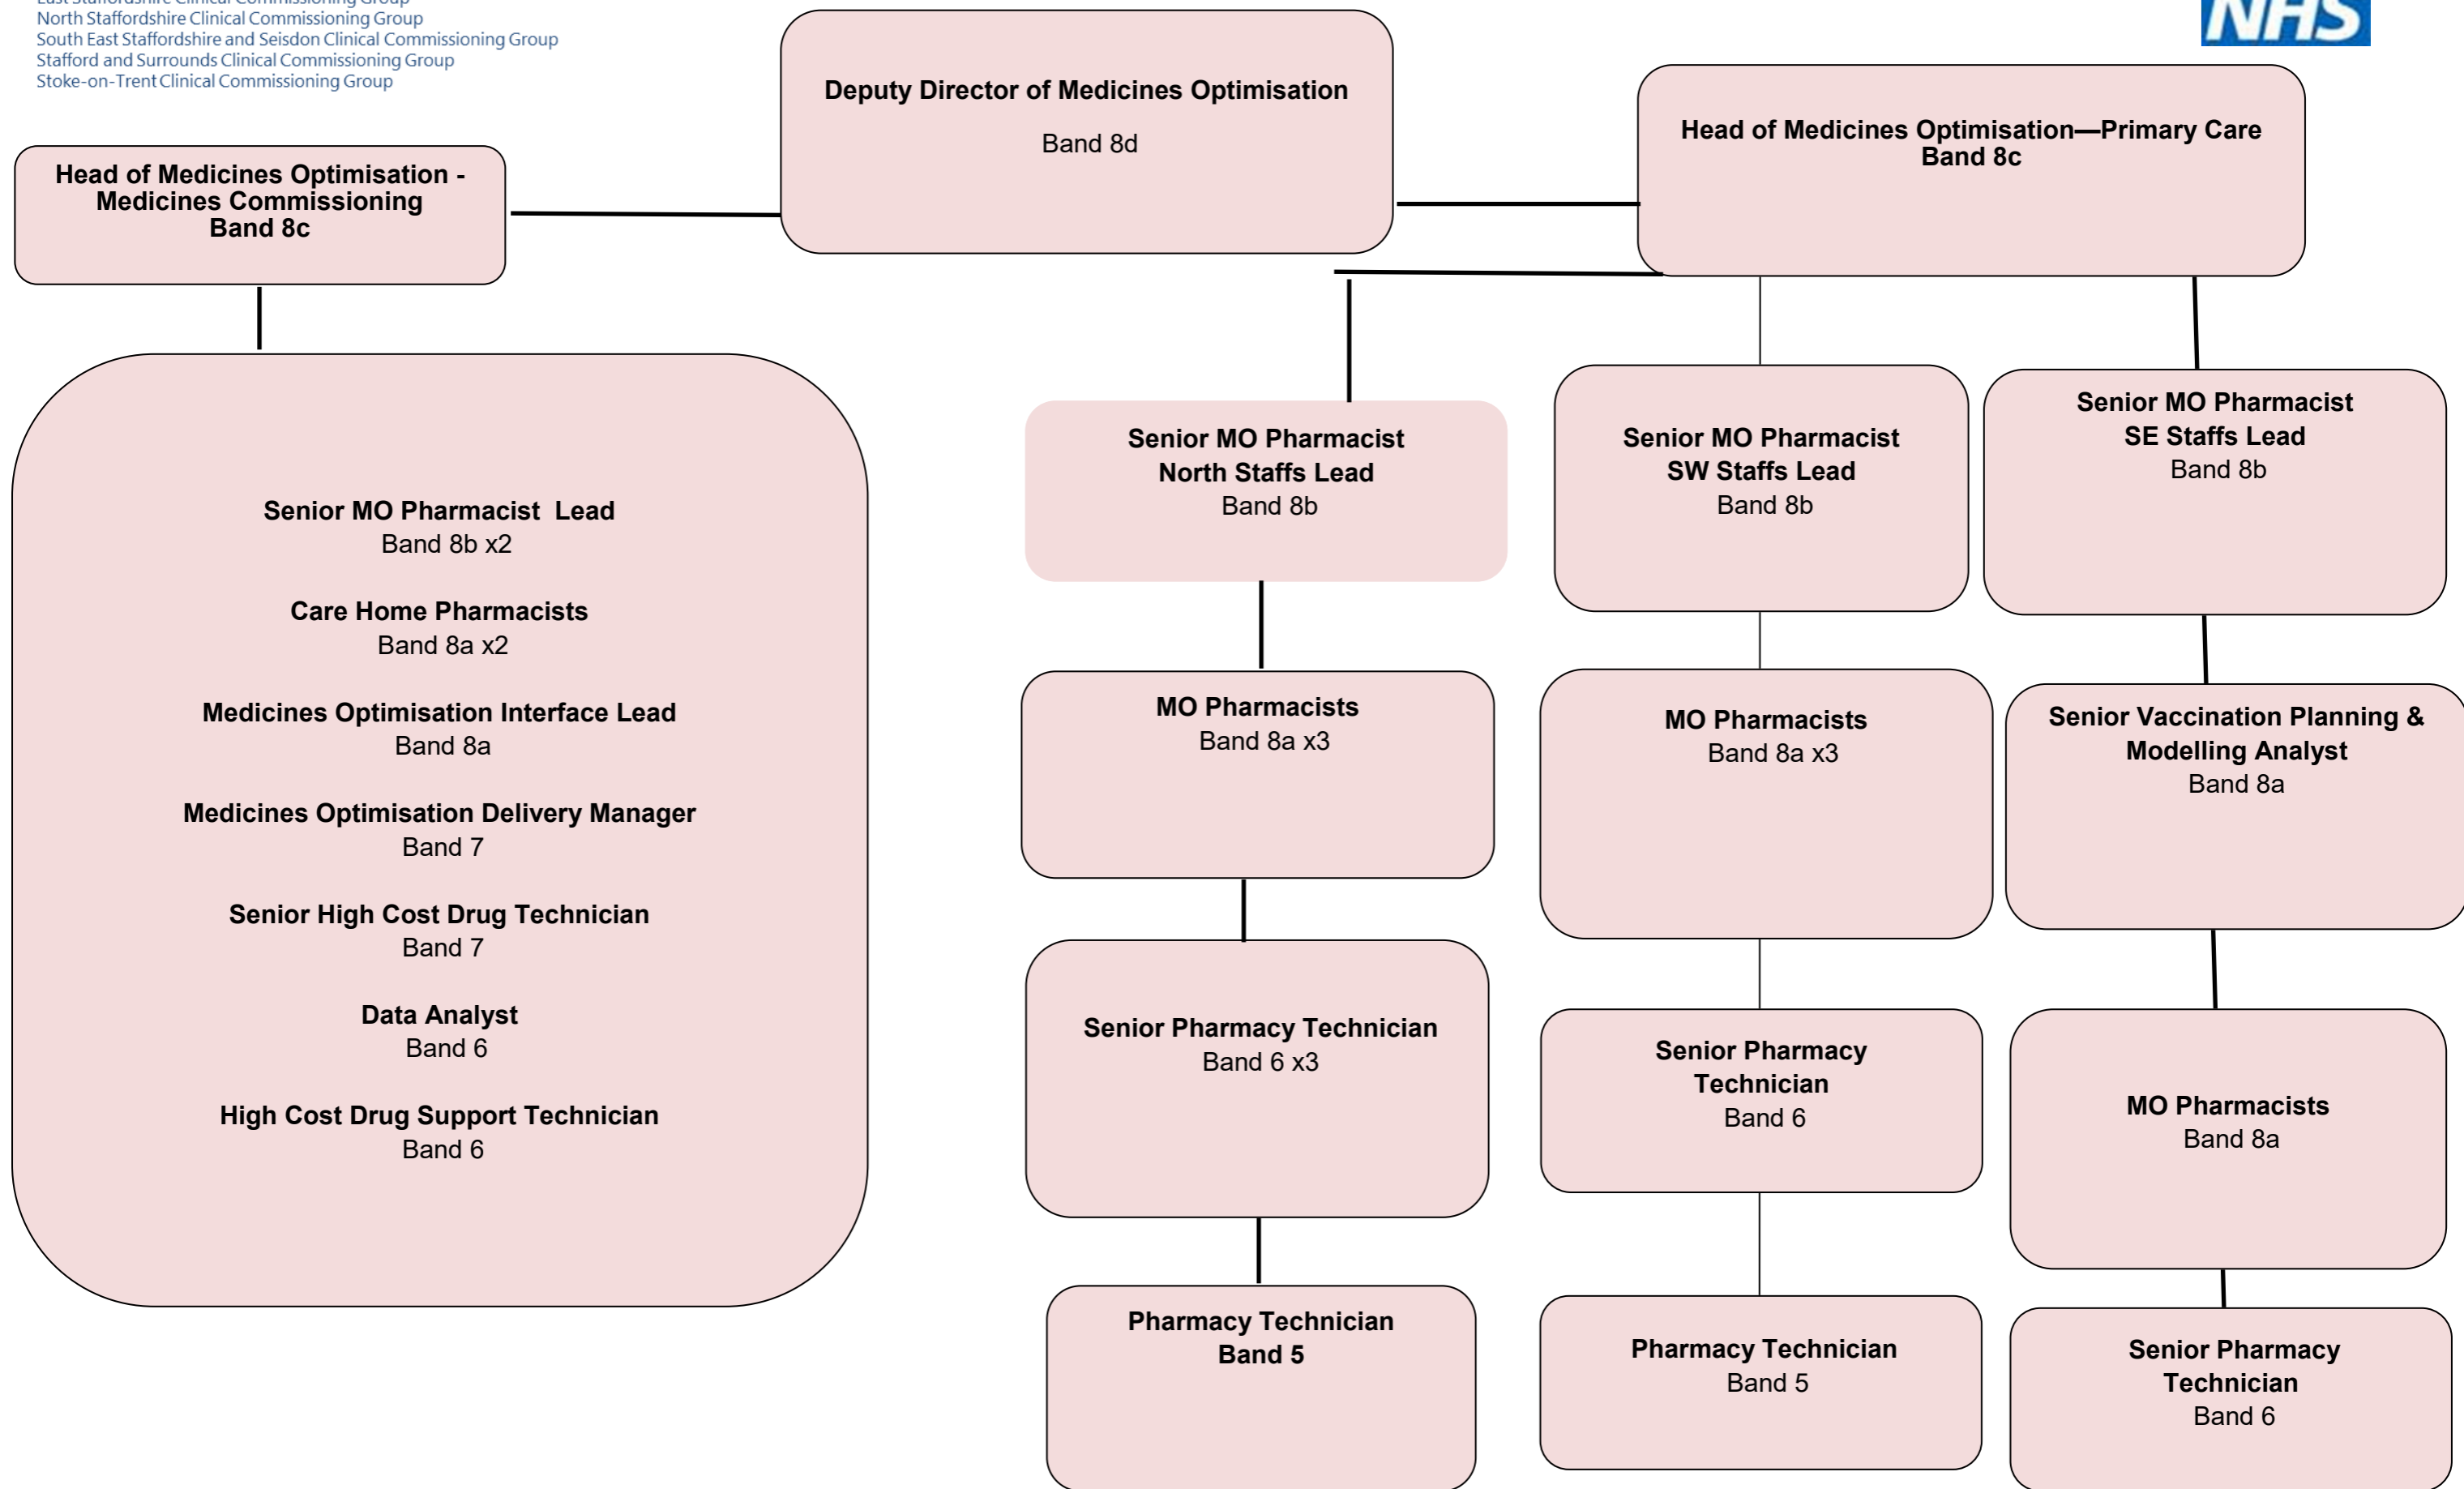 East Staffordshire Clinical Commissioning Group
North Staffordshire Clinical Commissioning Group
South East Staffordshire and Seisdon Clinical Commissioning Group
Stafford and Surrounds Clinical Commissioning Group
Stoke-on-Trent Clinical Commissioning Group
NHS
Deputy Director of Medicines Optimisation
Band 8d
Head of Medicines Optimisation—Primary Care
Band 8c
Head of Medicines Optimisation -
Medicines Commissioning
Band 8c
Senior MO Pharmacist  Lead
Band 8b x2
Care Home Pharmacists
Band 8a x2
Medicines Optimisation Interface Lead
Band 8a
Medicines Optimisation Delivery Manager
Band 7
Senior High Cost Drug Technician
Band 7
Data Analyst
Band 6
High Cost Drug Support Technician
Band 6
Senior MO Pharmacist
North Staffs Lead
Band 8b
MO Pharmacists
Band 8a x3
Senior Pharmacy Technician
Band 6 x3
Pharmacy Technician
Band 5
Senior MO Pharmacist
SW Staffs Lead
Band 8b
MO Pharmacists
Band 8a x3
Senior Pharmacy
Technician
Band 6
Pharmacy Technician
Band 5
Senior MO Pharmacist
SE Staffs Lead
Band 8b
Senior Vaccination Planning &
Modelling Analyst
Band 8a
MO Pharmacists
Band 8a
Senior Pharmacy
Technician
Band 6